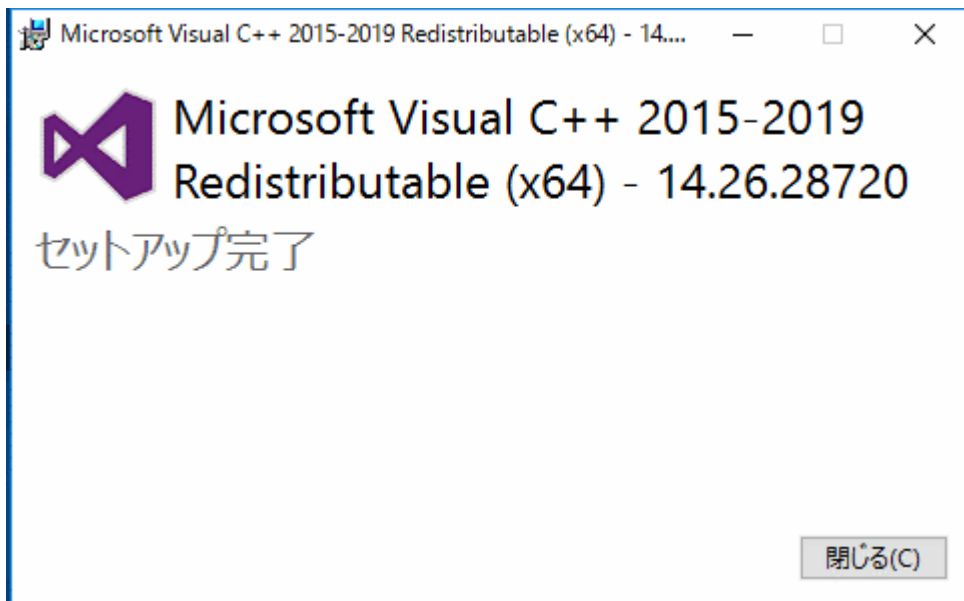 Microsoft Visual C++ 2015-2019 Redistributable (x64) - 14....
Microsoft Visual C++ 2015-2019
Redistributable (x64) - 14.26.28720
セットアップ完了
閉じる(C)